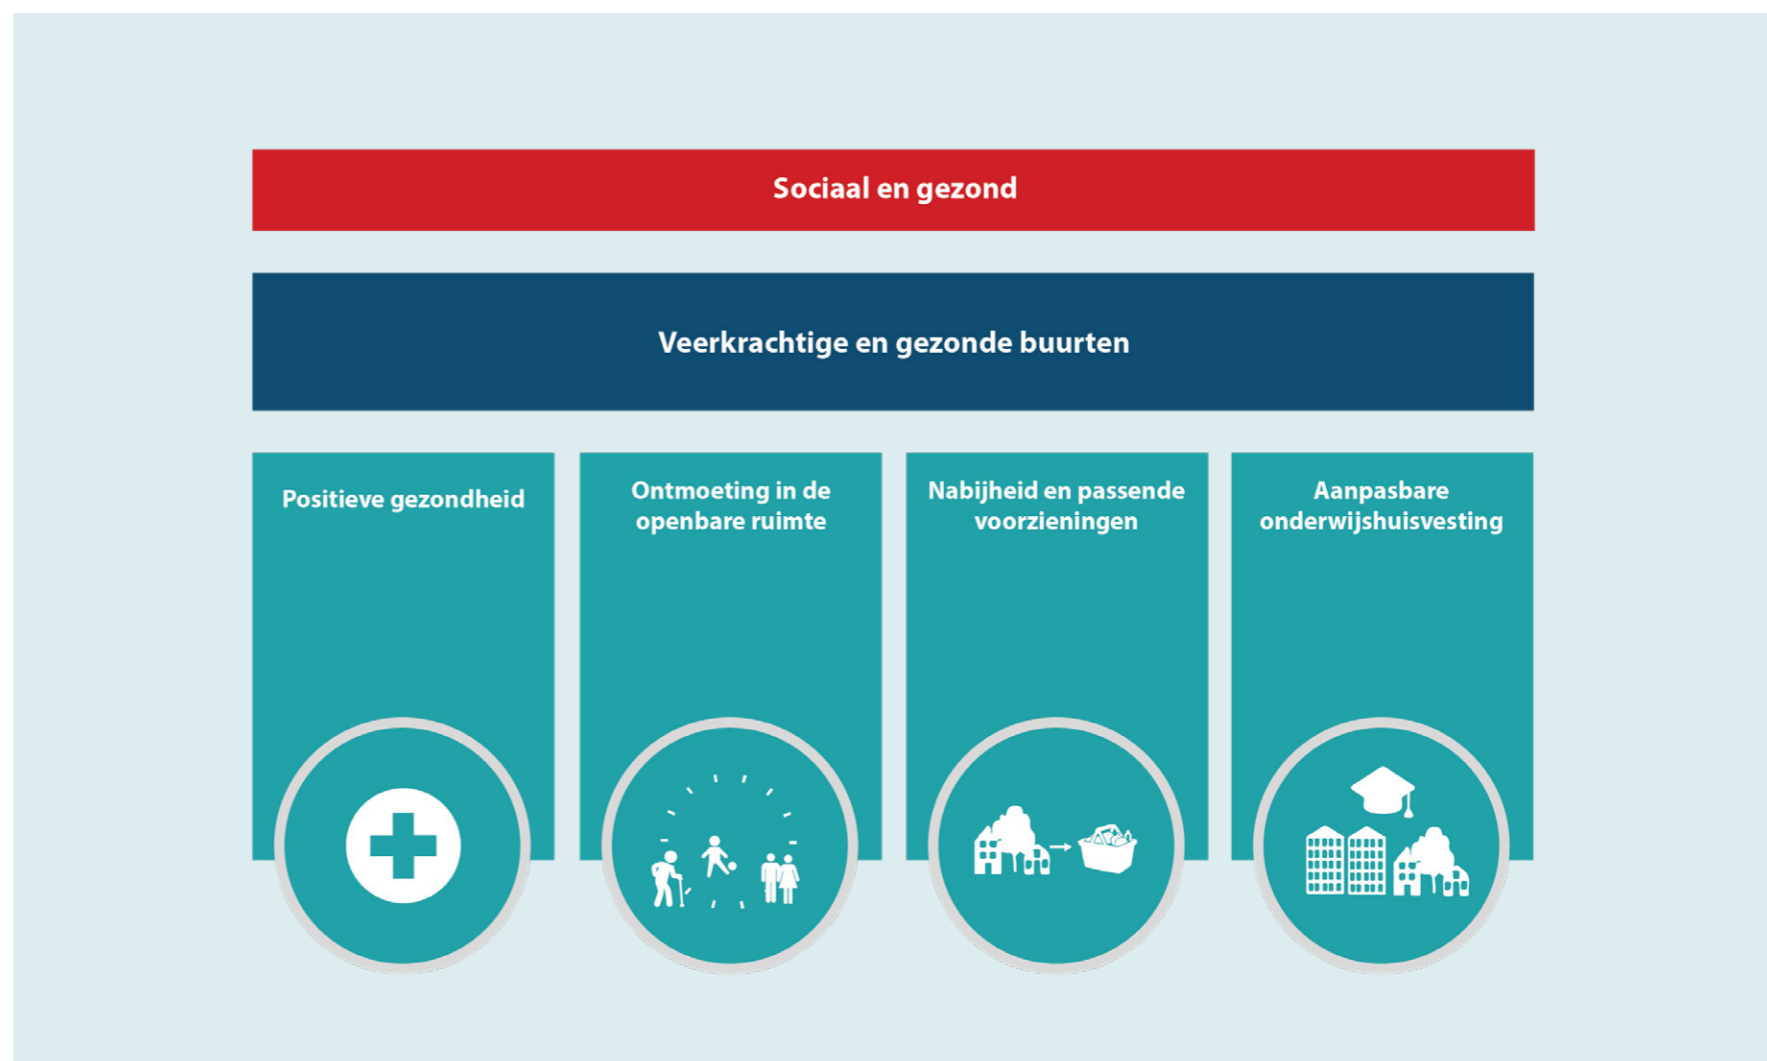 Sociaal en gezond
Veerkrachtige en gezonde buurten
Positieve gezondheid
Ontmoeting in de
openbare ruimte
Nabijheid en passende
voorzieningen
Aanpasbare
onderwijshuisvesting